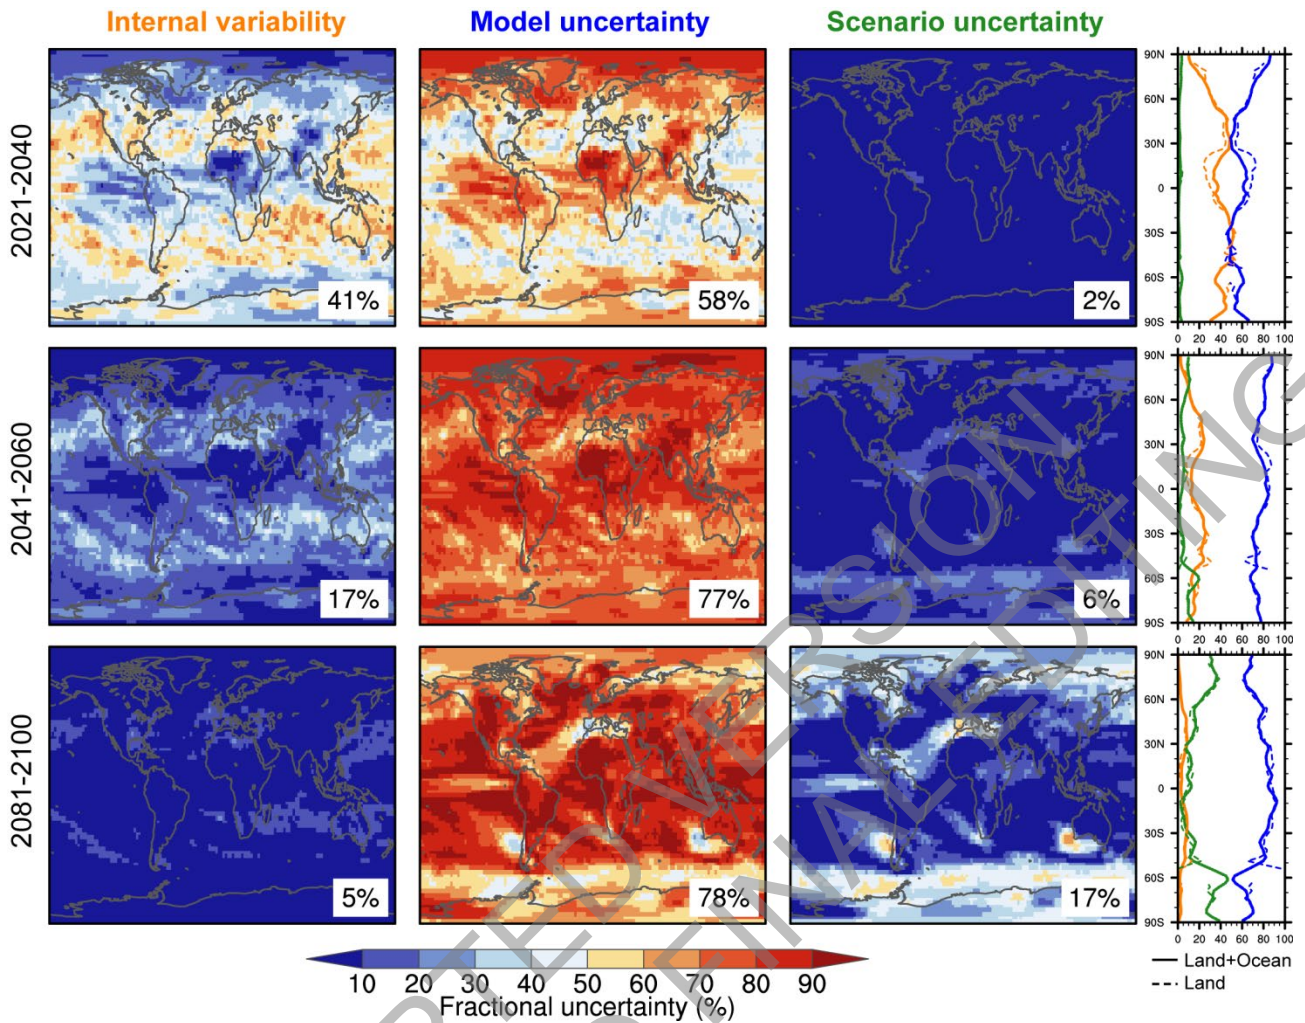 Internal variability Model uncertainty Scenario uncertainty
2021-2040
41%
58%
2%
90N
60N
30N
0
30S
60S
90S
0 20 40 60 80 100
2041-2060
17%
77%
6%
90N
60N
30N
0
30S
60S
90S
0 20 40 60 80 100
2081-2100
5%
78%
17%
90N
60N
30N
0
30S
60S
90S
0 20 40 60 80 100
10 20 30 40 50 60 70 80 90
Fractional uncertainty (%)
Land+Ocean
Land
VERSION
FINAL EDITING